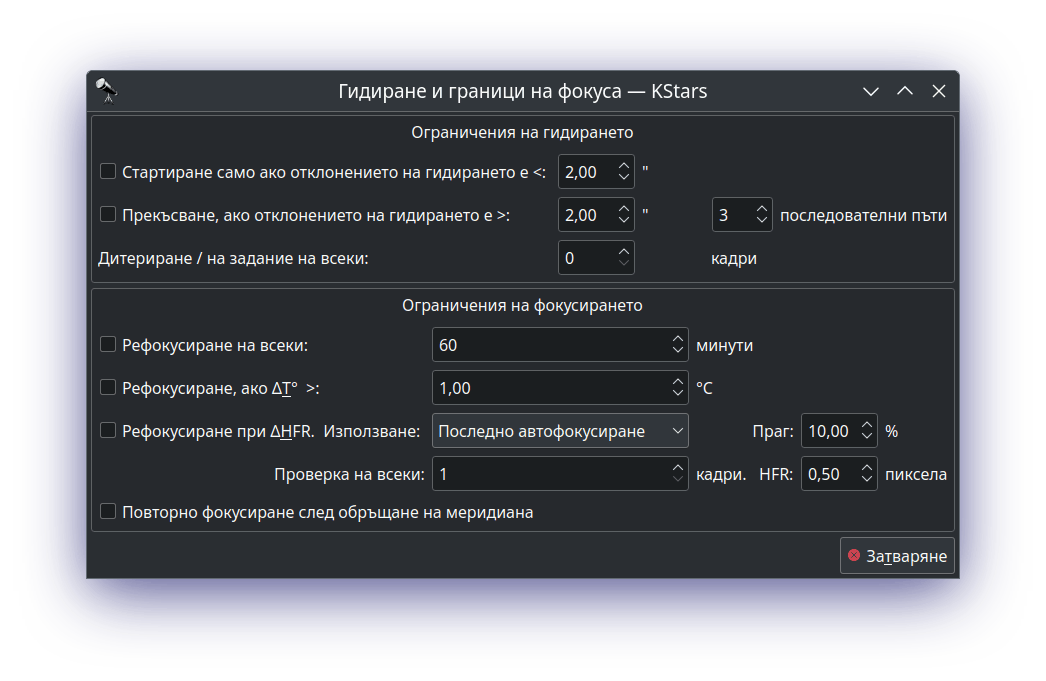 Гидиране и граници на фокуса — KStars
Ограничения на гидирането
Стартиране само ако отклонението на гидирането е <: 2,00 "
Прекъсване, ако отклонението на гидирането е >: 2,00 " 3 последователни пъти
Дитериране / на задание на всеки: 0 кадри
Ограничения на фокусирането
Рефокусиране на всеки: 60 минути
Рефокусиране, ако ΔT° >: 1,00 °C
Рефокусиране при ΔHFR. Използване: Последно автофокусиране Праг: 10,00 %
Проверка на всеки: 1 кадри. HFR: 0,50 пиксела
Повторно фокусиране след обръщане на меридиана
Затваряне